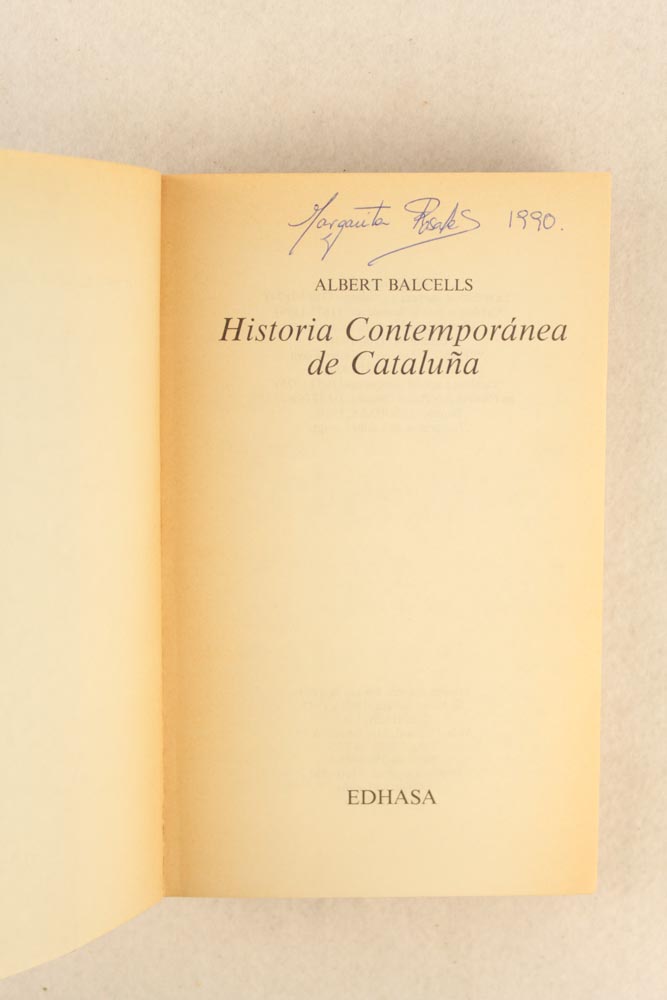 Margarita Rosales 1990.
ALBERT BALCELLS
Historia Contemporánea
de Cataluña
EDHASA